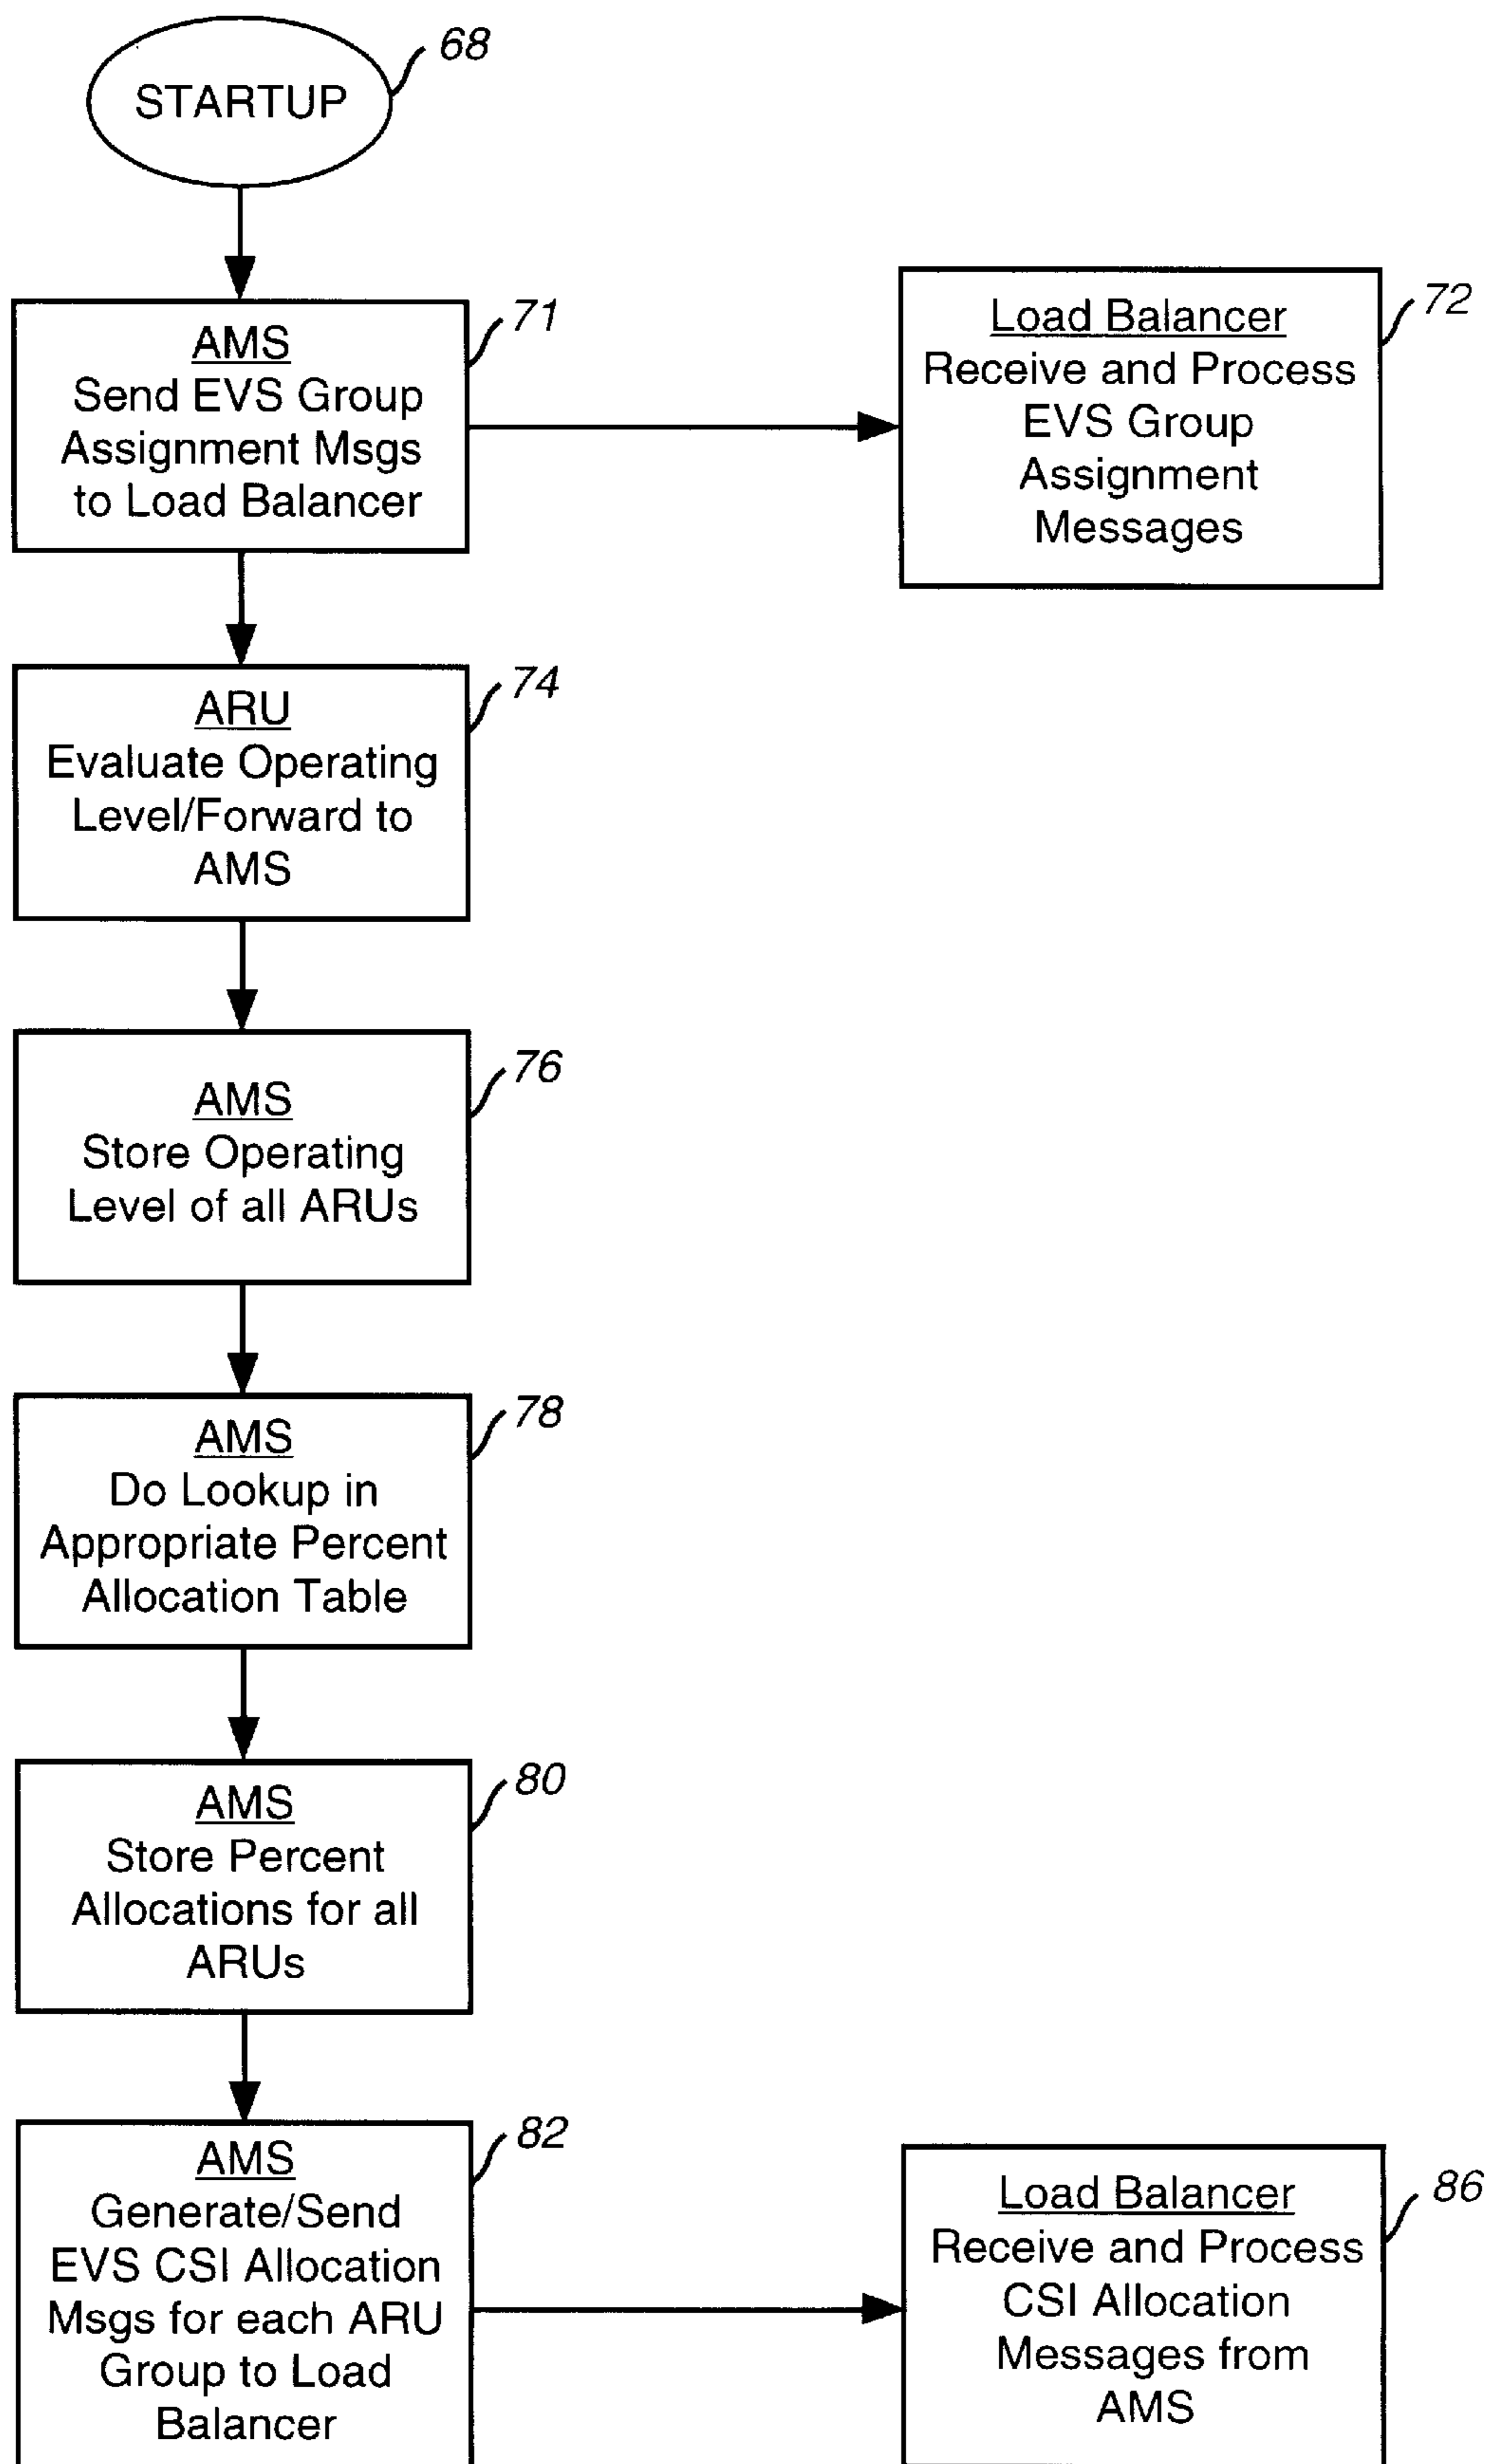 68
STARTUP
71
AMS
Send EVS Group
Assignment Msgs
to Load Balancer
72
Load Balancer
Receive and Process
EVS Group
Assignment
Messages
74
ARU
Evaluate Operating
Level/Forward to
AMS
76
AMS
Store Operating
Level of all ARUs
78
AMS
Do Lookup in
Appropriate Percent
Allocation Table
80
AMS
Store Percent
Allocations for all
ARUs
82
AMS
Generate/Send
EVS CSI Allocation
Msgs for each ARU
Group to Load
Balancer
86
Load Balancer
Receive and Process
CSI Allocation
Messages from
AMS